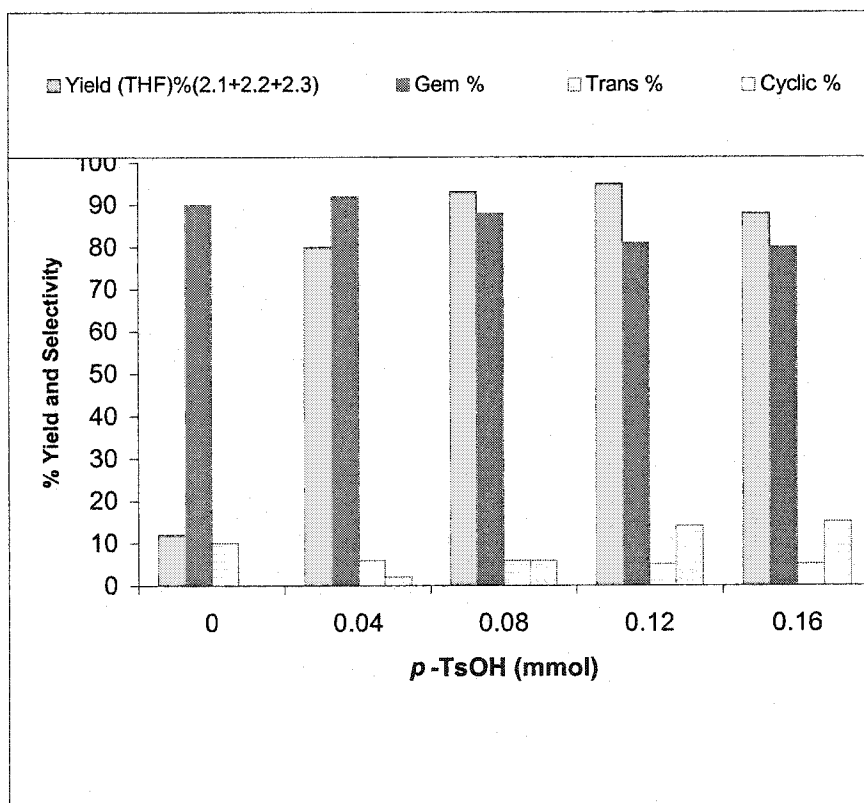 Yield (THF)%(2.1+2.2+2.3) Gem % Trans % Cyclic %
100
90
80
70
60
50
40
30
20
10
0
% Yield and Selectivity
0 0.04 0.08 0.12 0.16
p -TsOH (mmol)